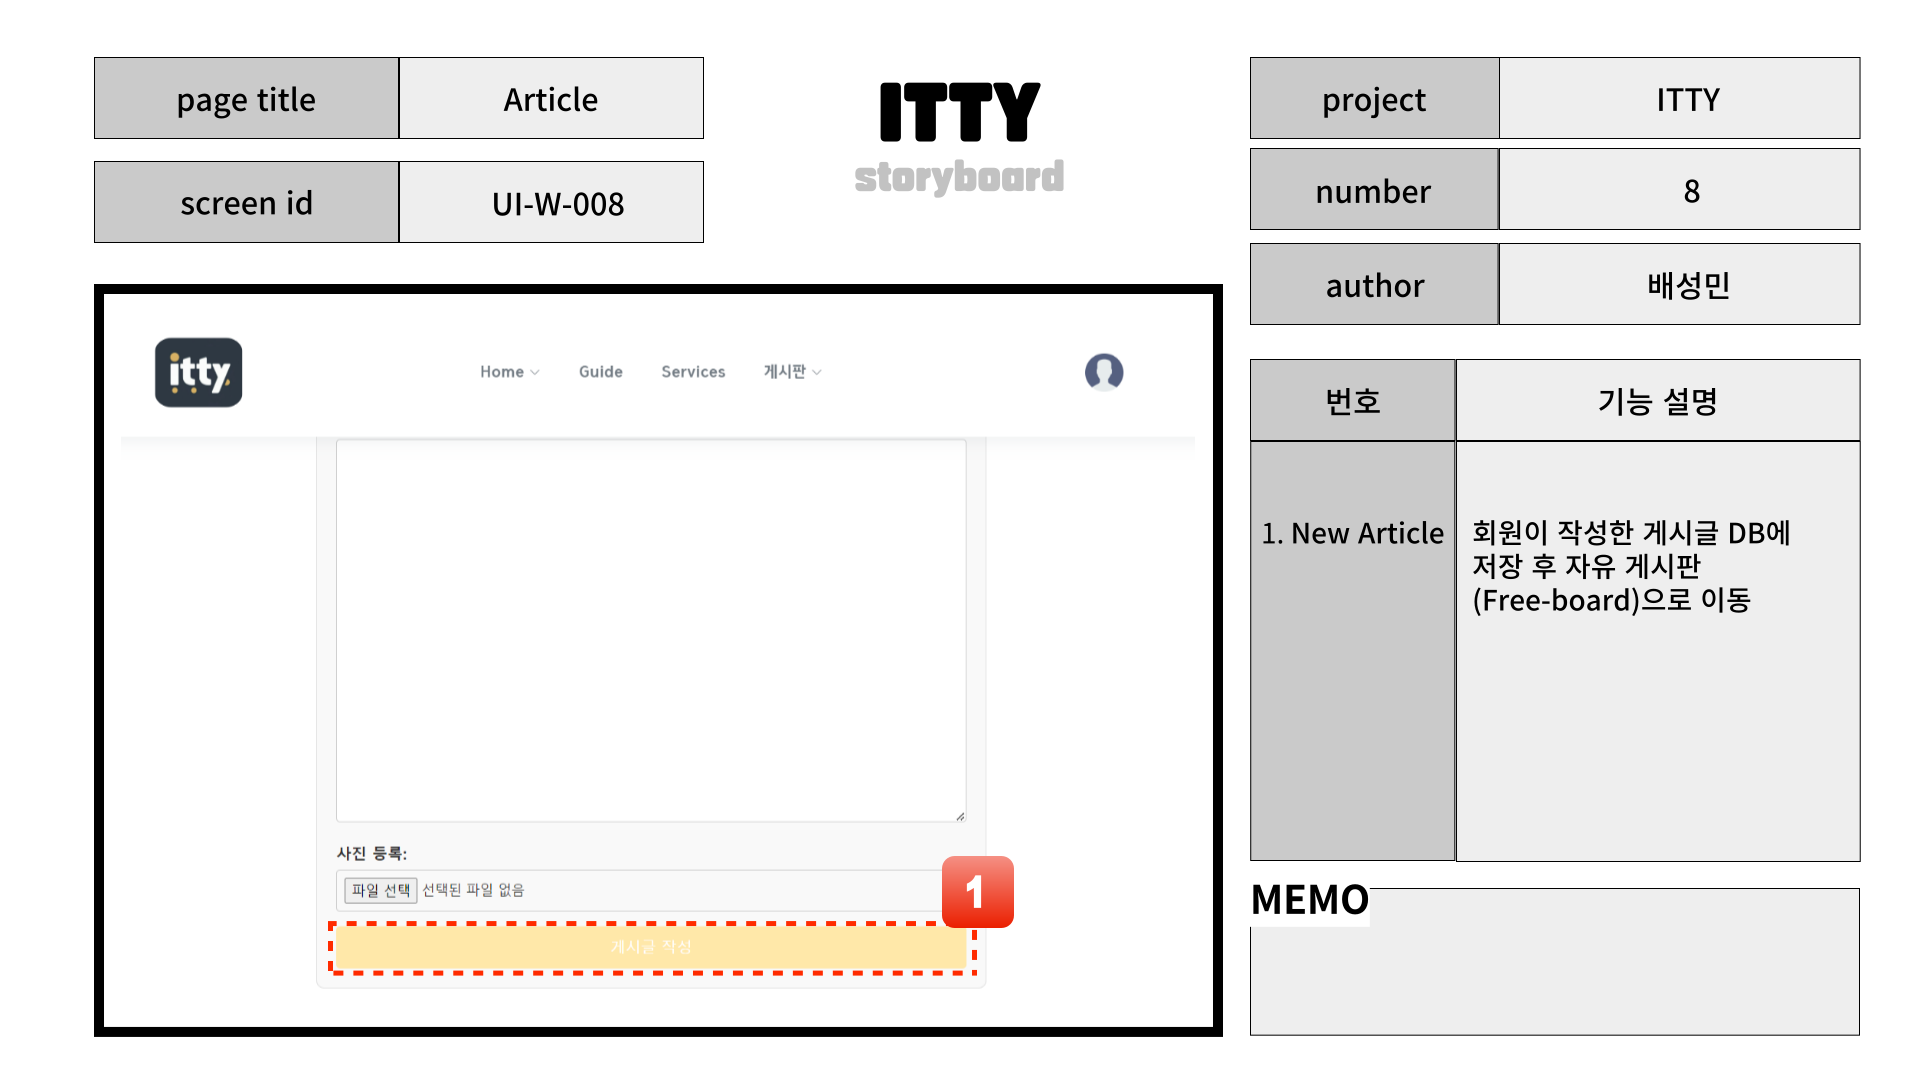 page title
Article
screen id
UI-W-008
ITTY
storyboard
project
ITTY
number
8
author
배성민
itty
Home
Guide
Services
게시판
사진 등록:
파일 선택 선택된 파일 없음
1
게시글 작성
번호
기능 설명
1. New Article
회원이 작성한 게시글 DB에
저장 후 자유 게시판
(Free-board)으로 이동
MEMO